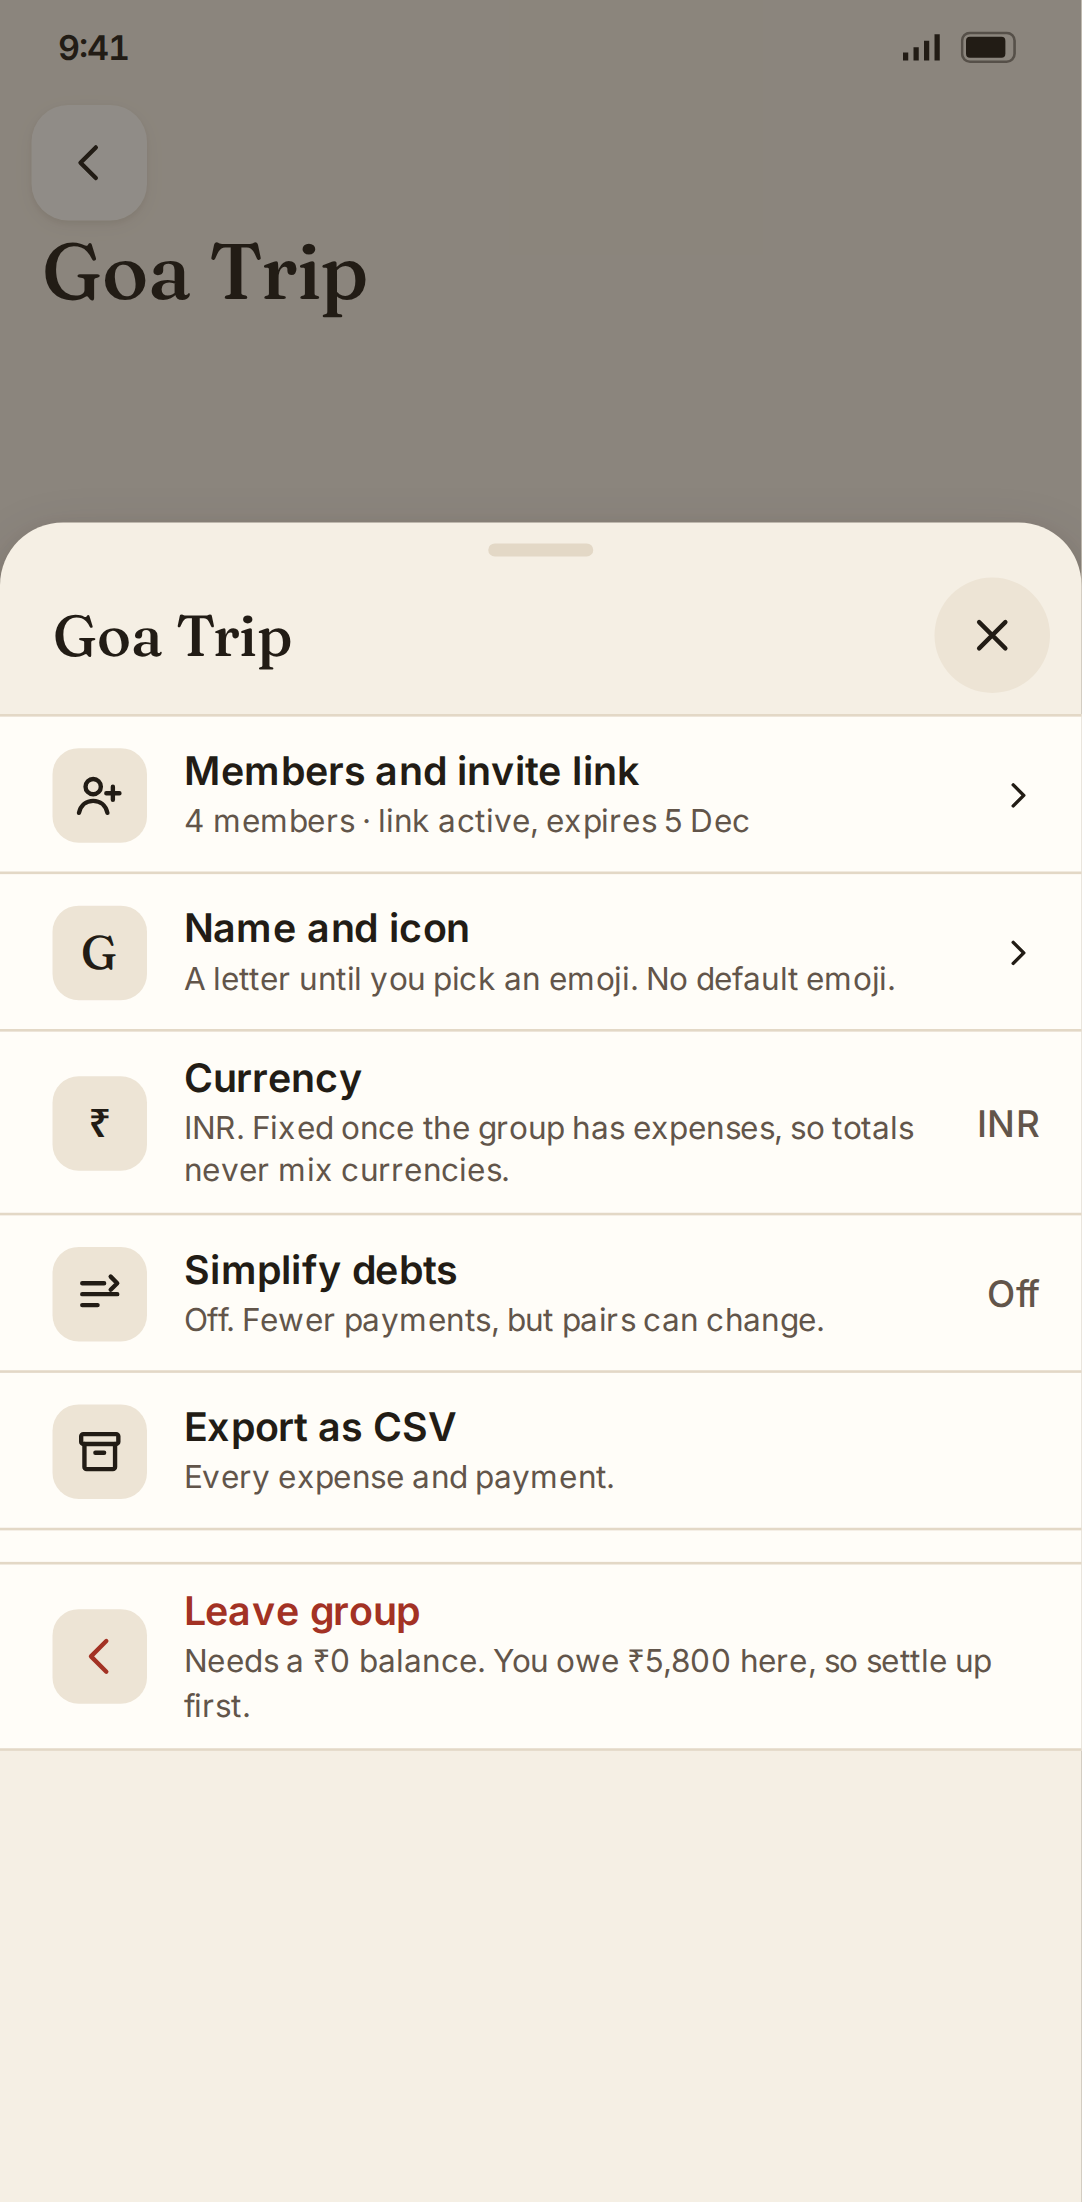 9:41
Goa Trip
Goa Trip
Members and invite link
4 members · link active, expires 5 Dec
G
Name and icon
A letter until you pick an emoji. No default emoji.
₹
Currency
INR. Fixed once the group has expenses, so totals
never mix currencies.
INR
Simplify debts
Off. Fewer payments, but pairs can change.
Off
Export as CSV
Every expense and payment.
Leave group
Needs a ₹0 balance. You owe ₹5,800 here, so settle up
first.